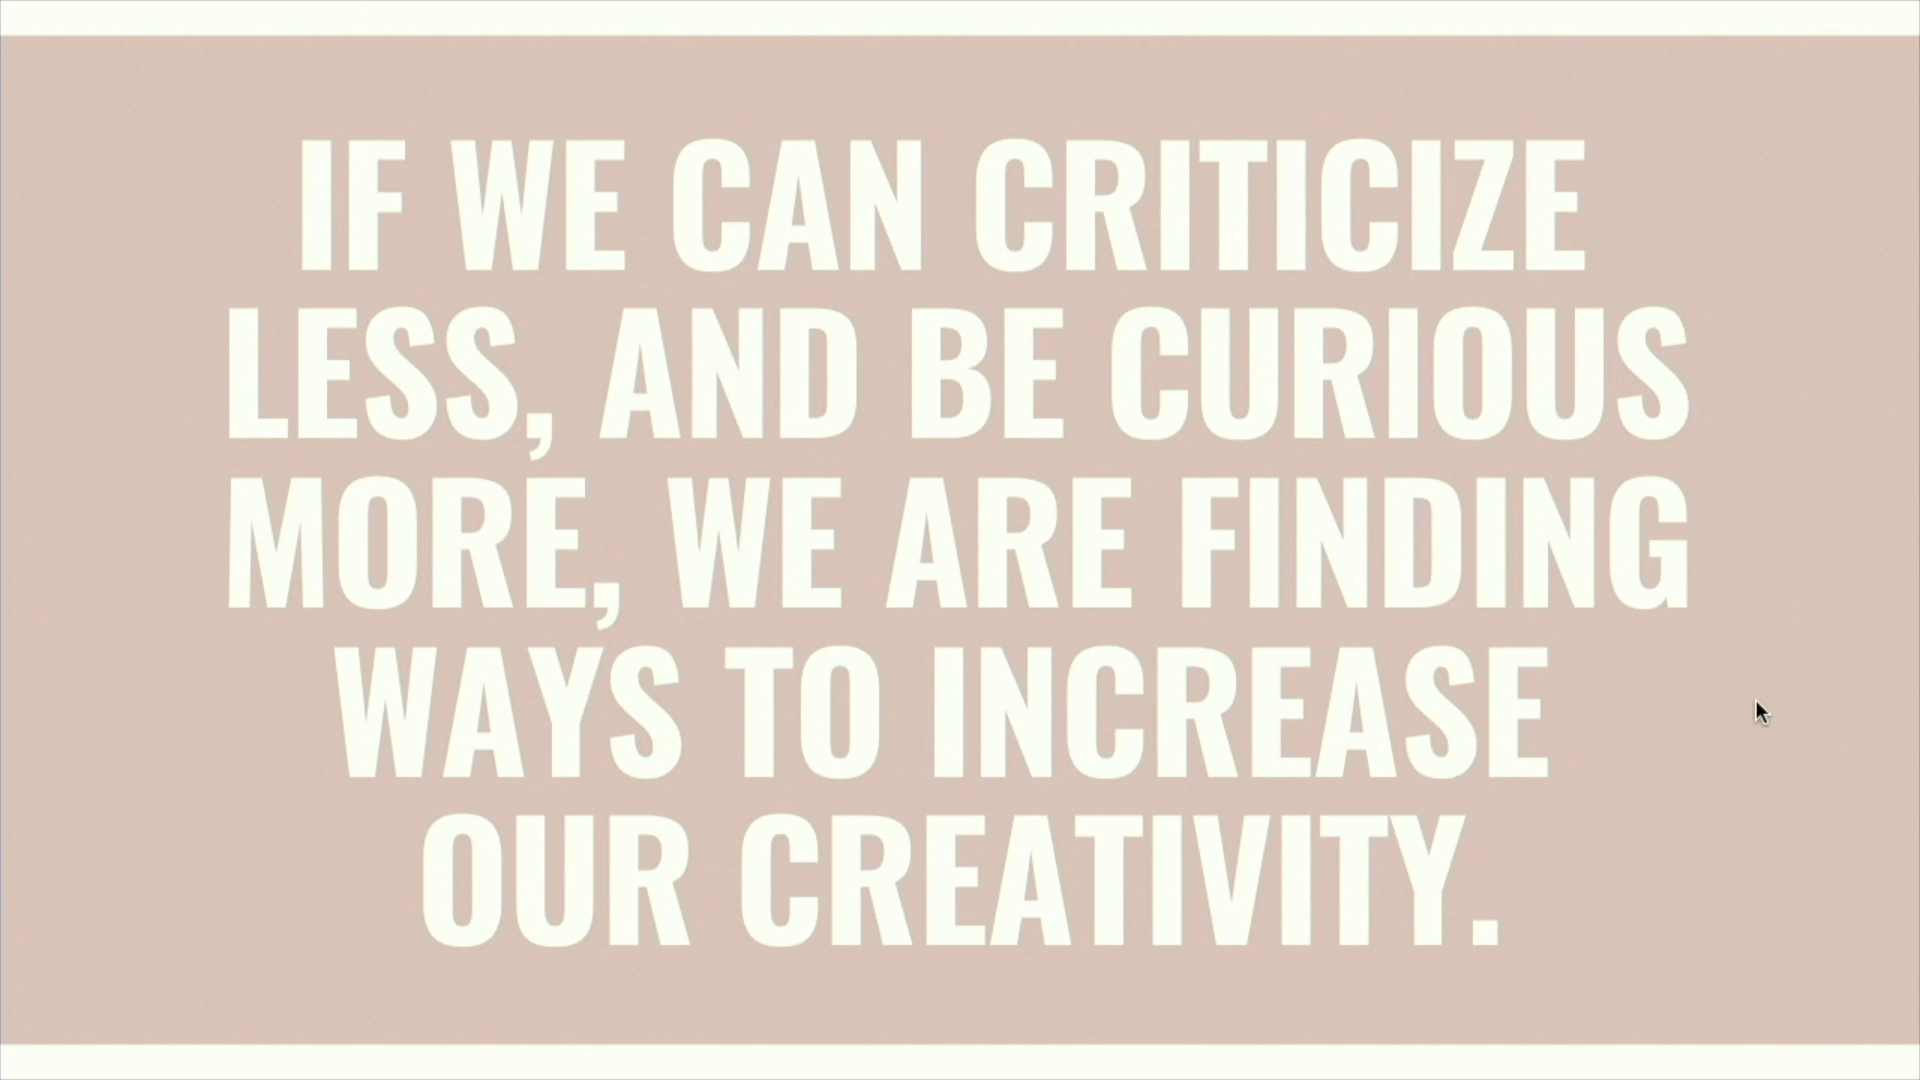 IF WE CAN CRITICIZE
LESS, AND BE CURIOUS
MORE, WE ARE FINDING
WAYS TO INCREASE
OUR CREATIVITY.